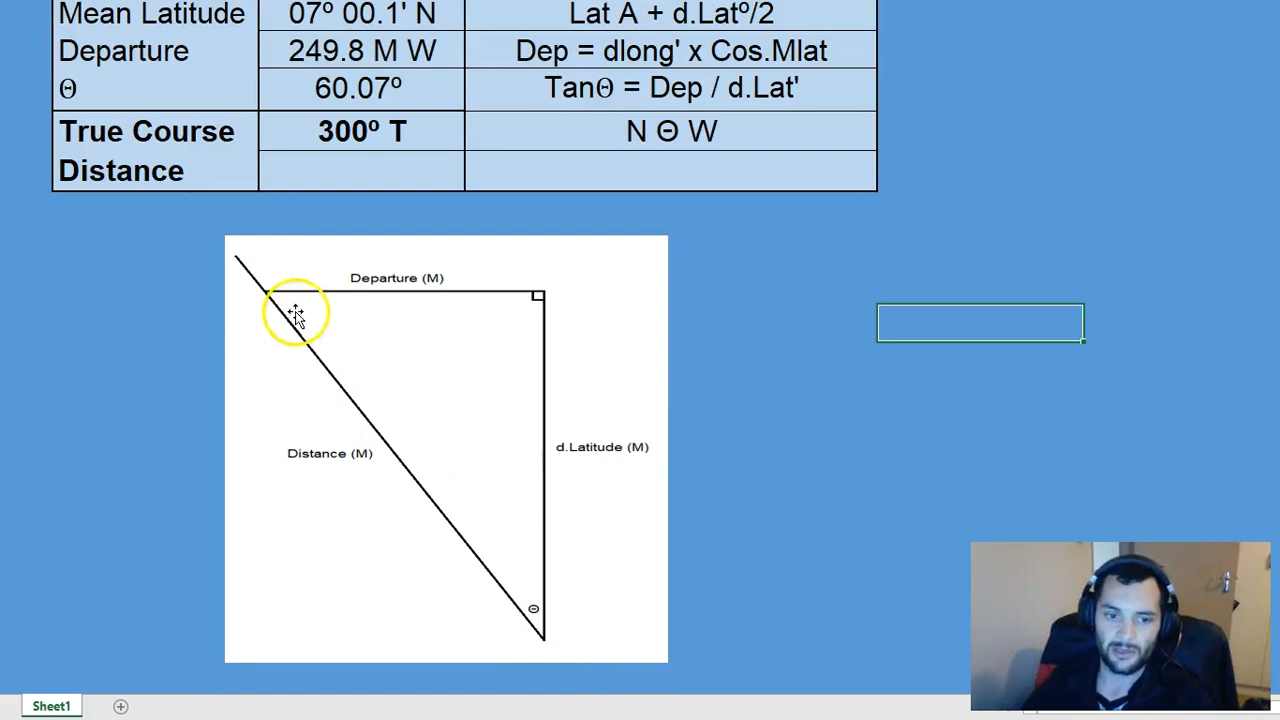 Mean Latitude 07º 00.1' N Lat A + d.Latº/2
Departure 249.8 M W Dep = dlong' x Cos.Mlat
Θ 60.07º TanΘ = Dep / d.Lat'
True Course 300º T N Θ W
Distance
Departure (M)
Distance (M)
d.Latitude (M)
Θ
Sheet1